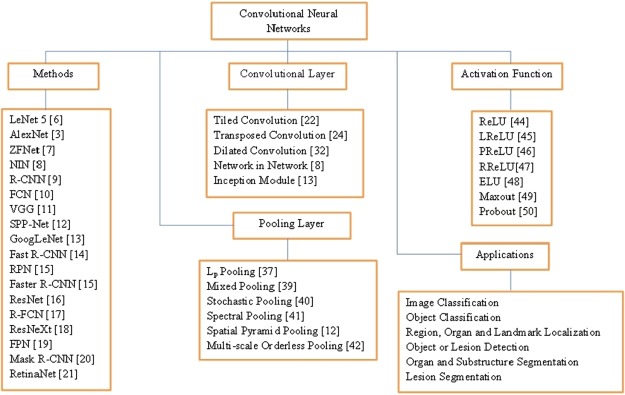 Convolutional Neural
Networks
Methods
LeNet 5 [6]
AlexNet [3]
ZFNet [7]
NIN [8]
R-CNN [9]
FCN [10]
VGG [11]
SPP-Net [12]
GoogLeNet [13]
Fast R-CNN [14]
RPN [15]
Faster R-CNN [15]
ResNet [16]
R-FCN [17]
ResNeXt [18]
FPN [19]
Mask R-CNN [20]
RetinaNet [21]
Convolutional Layer
Tiled Convolution [22]
Transposed Convolution [24]
Dilated Convolution [32]
Network in Network [8]
Inception Module [13]
Pooling Layer
Lp Pooling [37]
Mixed Pooling [39]
Stochastic Pooling [40]
Spectral Pooling [41]
Spatial Pyramid Pooling [12]
Multi-scale Orderless Pooling [42]
Activation Function
ReLU [44]
LReLU [45]
PReLU [46]
RReLU[47]
ELU [48]
Maxout [49]
Probout [50]
Applications
Image Classification
Object Classification
Region, Organ and Landmark Localization
Object or Lesion Detection
Organ and Substructure Segmentation
Lesion Segmentation